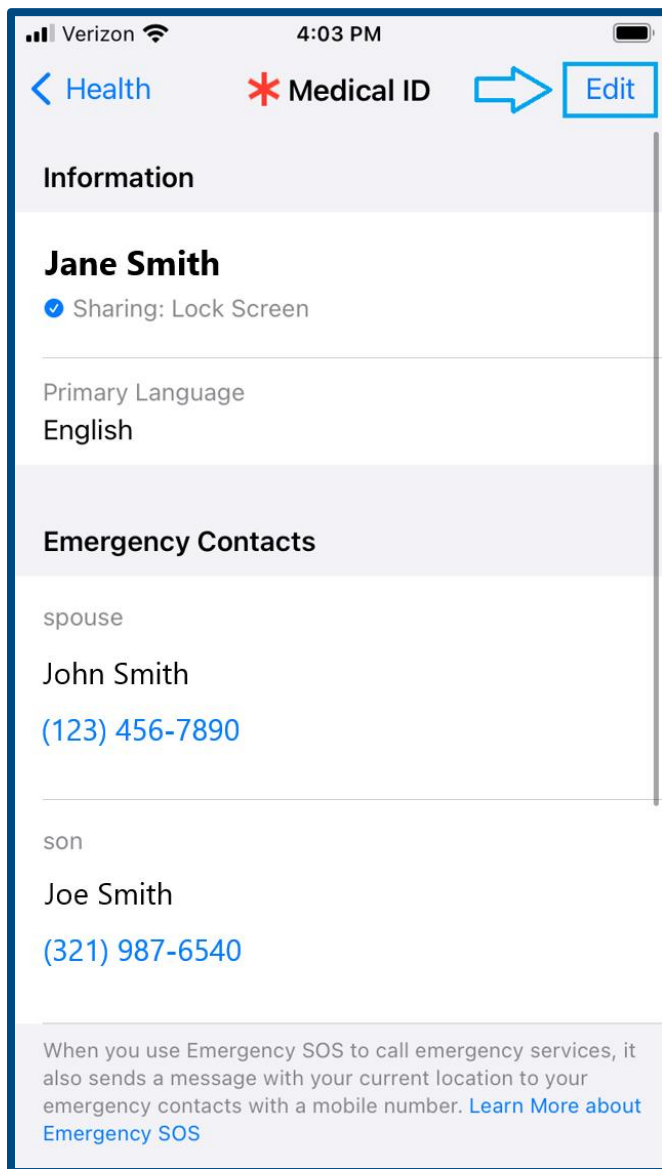 Verizon 4:03 PM
Health Medical ID Edit
Information
Jane Smith
Sharing: Lock Screen
Primary Language
English
Emergency Contacts
spouse
John Smith
(123) 456-7890
son
Joe Smith
(321) 987-6540
When you use Emergency SOS to call emergency services, it
also sends a message with your current location to your
emergency contacts with a mobile number. Learn More about
Emergency SOS